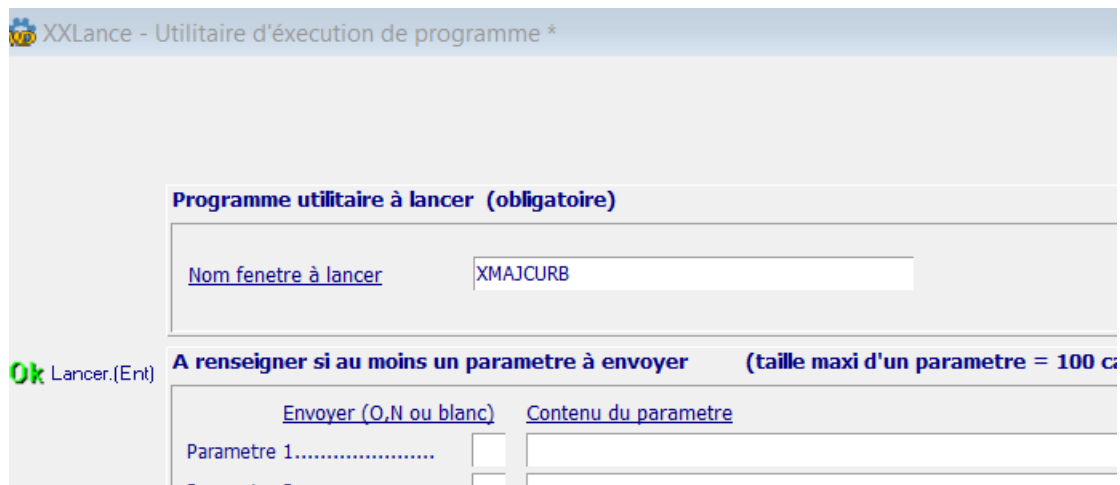 XXLance - Utilitaire d'éxecution de programme *
Programme utilitaire à lancer (obligatoire)
Nom fenetre à lancer XMAJCURB
Ok Lancer.(Ent)
A renseigner si au moins un parametre à envoyer (taille maxi d'un parametre = 100 ca
Envoyer (O,N ou blanc) Contenu du parametre
Parametre 1......................